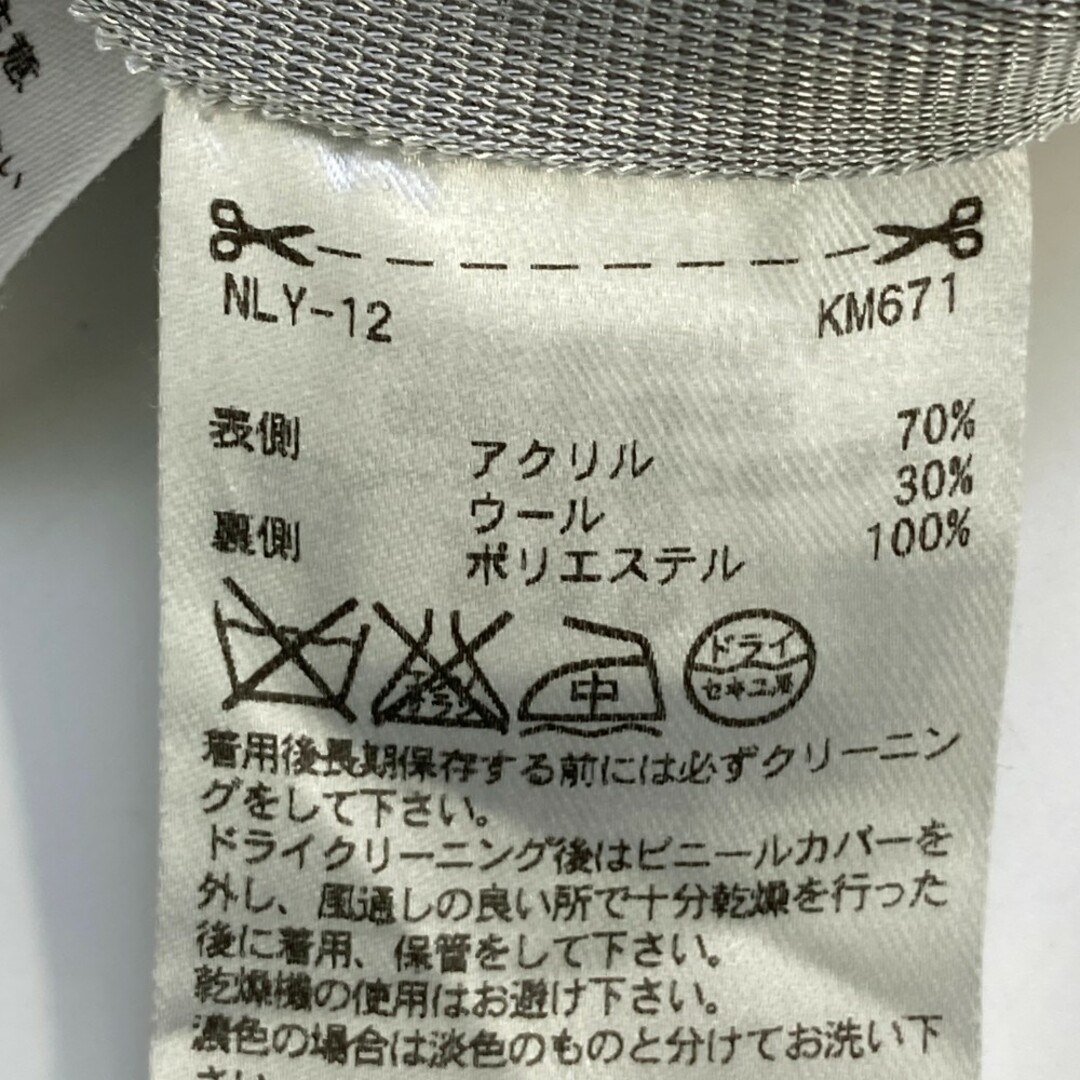 意
い
NLY-12 KM671
表側 アクリル 70%
ウール 30%
裏側 ポリエステル 100%
中
ドライ
セキユ系
着用後長期保存する前には必ずクリーニン
グをして下さい。
ドライクリーニング後はビニールカバーを
外し、風通しの良い所で十分乾燥を行った
後に着用、保管をして下さい。
乾燥機の使用はお避け下さい。
濃色の場合は淡色のものと分けてお洗い下
さい。